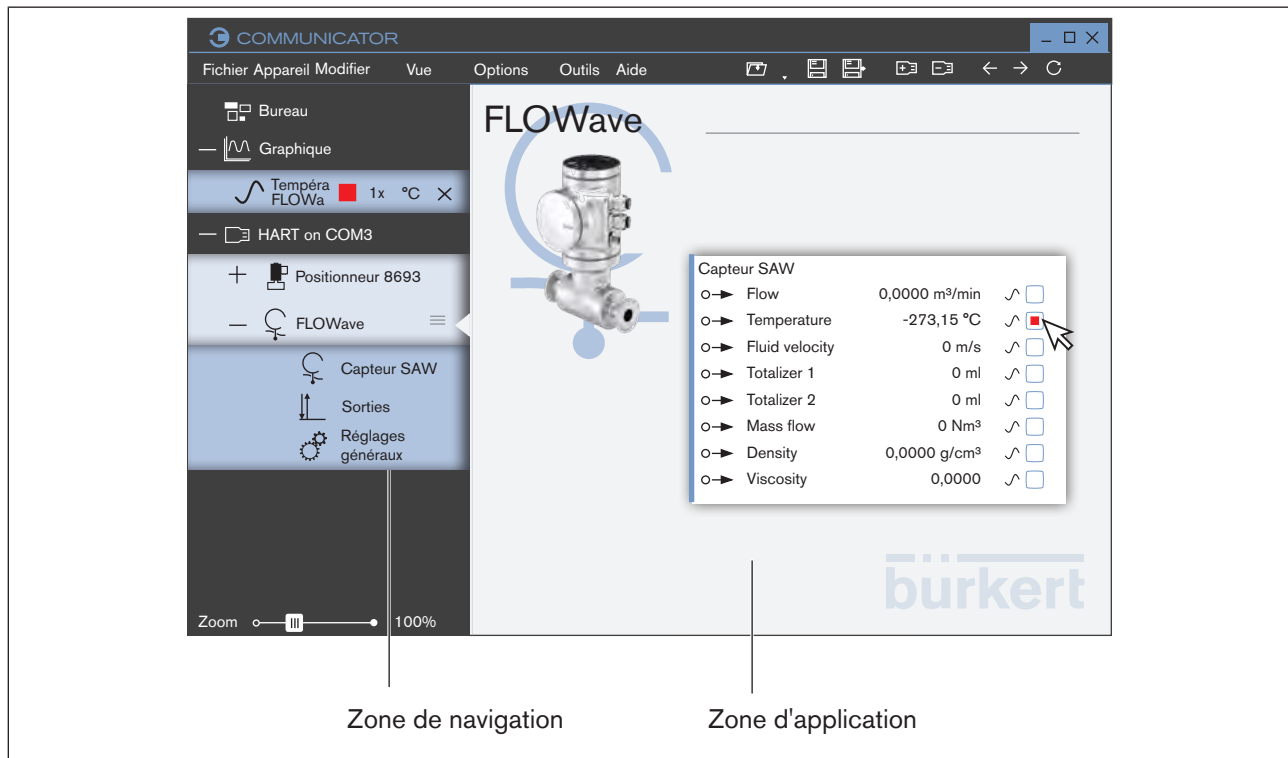 COMMUNICATOR
Fichier Appareil Modifier Vue Options Outils Aide
Bureau
Graphique
Tempéra
FLOWa 1x °C
HART on COM3
Positionneur 8693
FLOWave
Capteur SAW
Sorties
Réglages
généraux
Zoom 100%
FLOWave
Capteur SAW
Flow 0,0000 m³/min
Temperature -273,15 °C
Fluid velocity 0 m/s
Totalizer 1 0 ml
Totalizer 2 0 ml
Mass flow 0 Nm³
Density 0,0000 g/cm³
Viscosity 0,0000
bürkert
Zone de navigation
Zone d'application